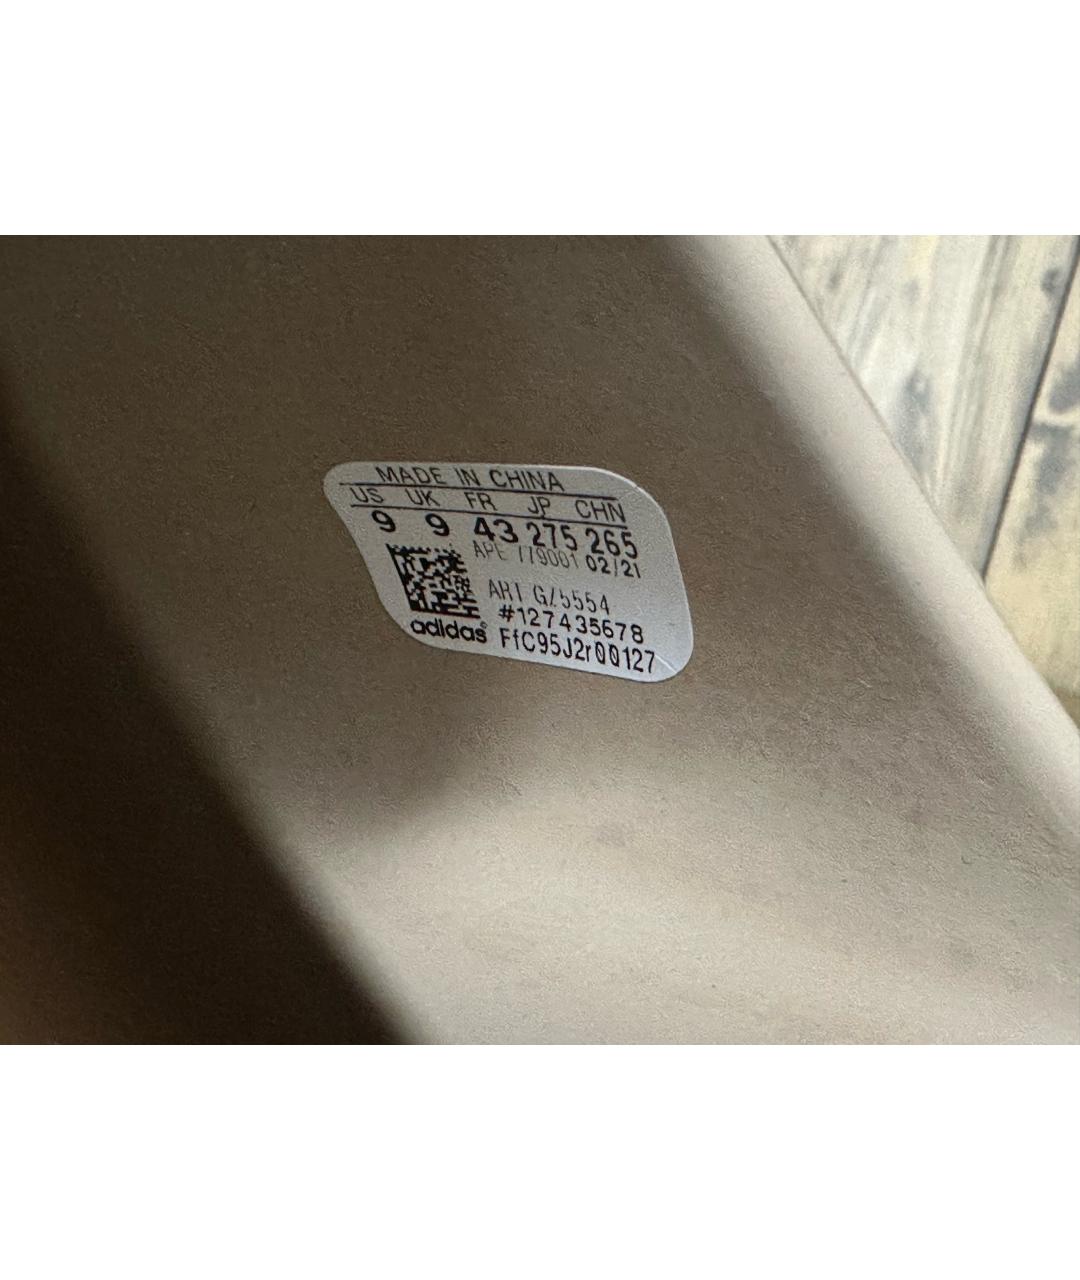 MADE IN CHINA
US UK FR JP CHN
9 9 43 275 265
APE 779001 02/21
ART GZ5554
#127435678
adidas® FfC95J2r00127